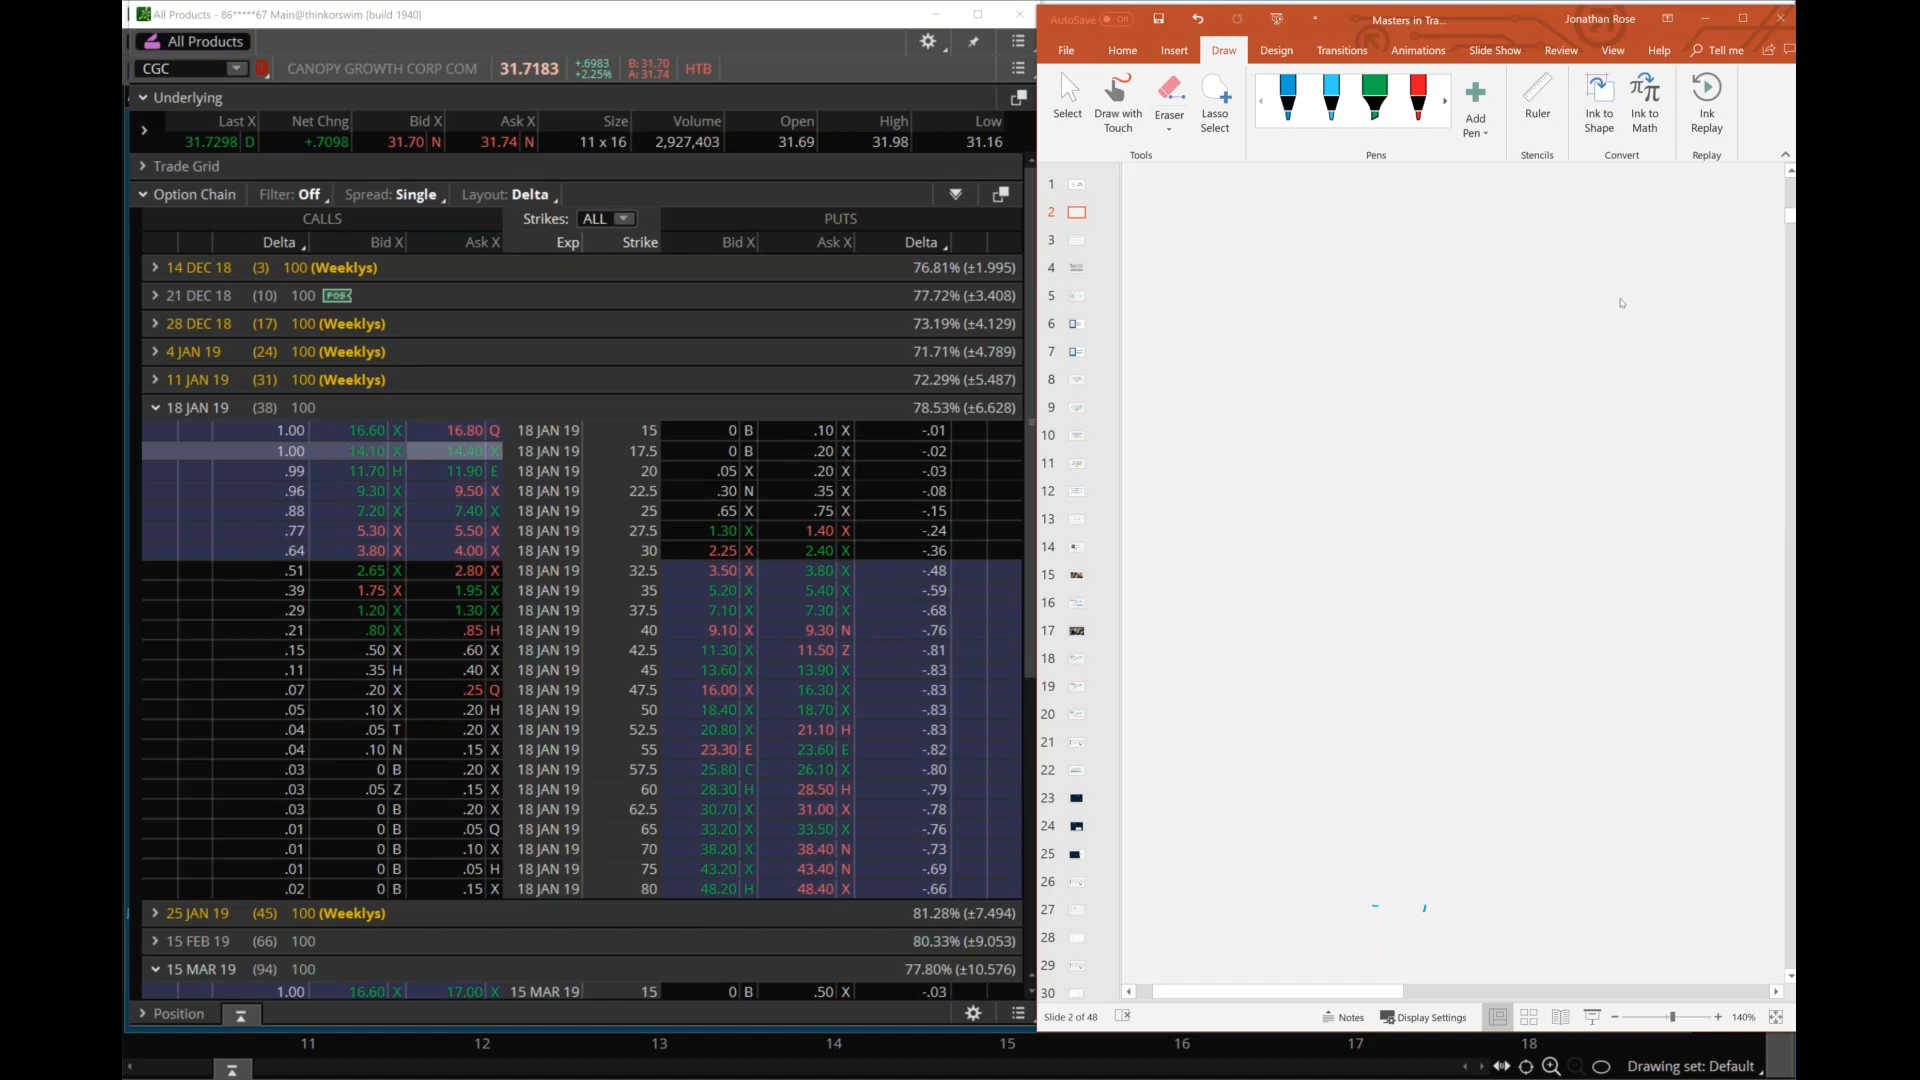 All Products - 86*****67 Main@thinkorswim [build 1940]
All Products
CGC CANOPY GROWTH CORP COM 31.7183 +.6983 +2.25% B: 31.70 A: 31.74 HTB
Underlying
Last X Net Chng Bid X Ask X Size Volume Open High Low
31.7298 D +.7098 31.70 N 31.74 N 11 x 16 2,927,403 31.69 31.98 31.16
Trade Grid
Option Chain Filter: Off Spread: Single Layout: Delta
CALLS Strikes: ALL PUTS
Delta Bid X Ask X Exp Strike Bid X Ask X Delta
14 DEC 18 (3) 100 (Weeklys) 76.81% (±1.995)
21 DEC 18 (10) 100 POS 77.72% (±3.408)
28 DEC 18 (17) 100 (Weeklys) 73.19% (±4.129)
4 JAN 19 (24) 100 (Weeklys) 71.71% (±4.789)
11 JAN 19 (31) 100 (Weeklys) 72.29% (±5.487)
18 JAN 19 (38) 100 78.53% (±6.628)
1.00 16.60 X 16.80 Q 18 JAN 19 15 0 B .10 X -.01
1.00 14.10 X 14.40 X 18 JAN 19 17.5 0 B .20 X -.02
.99 11.70 H 11.90 E 18 JAN 19 20 .05 X .20 X -.03
.96 9.30 X 9.50 X 18 JAN 19 22.5 .30 N .35 X -.08
.88 7.20 X 7.40 X 18 JAN 19 25 .65 X .75 X -.15
.77 5.30 X 5.50 X 18 JAN 19 27.5 1.30 X 1.40 X -.24
.64 3.80 X 4.00 X 18 JAN 19 30 2.25 X 2.40 X -.36
.51 2.65 X 2.80 X 18 JAN 19 32.5 3.50 X 3.80 X -.48
.39 1.75 X 1.95 X 18 JAN 19 35 5.20 X 5.40 X -.59
.29 1.20 X 1.30 X 18 JAN 19 37.5 7.10 X 7.30 X -.68
.21 .80 X .85 H 18 JAN 19 40 9.10 X 9.30 N -.76
.15 .50 X .60 X 18 JAN 19 42.5 11.30 X 11.50 Z -.81
.11 .35 H .40 X 18 JAN 19 45 13.60 X 13.90 X -.83
.07 .20 X .25 Q 18 JAN 19 47.5 16.00 X 16.30 X -.83
.05 .10 X .20 H 18 JAN 19 50 18.40 X 18.70 X -.83
.04 .05 T .20 X 18 JAN 19 52.5 20.80 X 21.10 H -.83
.04 .10 N .15 X 18 JAN 19 55 23.30 E 23.60 E -.82
.03 0 B .20 X 18 JAN 19 57.5 25.80 C 26.10 X -.80
.03 .05 Z .15 X 18 JAN 19 60 28.30 H 28.50 H -.79
.03 0 B .20 X 18 JAN 19 62.5 30.70 X 31.00 X -.78
.01 0 B .05 Q 18 JAN 19 65 33.20 X 33.50 X -.76
.01 0 B .10 X 18 JAN 19 70 38.20 X 38.40 N -.73
.01 0 B .05 H 18 JAN 19 75 43.20 X 43.40 N -.69
.02 0 B .15 X 18 JAN 19 80 48.20 H 48.40 X -.66
25 JAN 19 (45) 100 (Weeklys) 81.28% (±7.494)
15 FEB 19 (66) 100 80.33% (±9.053)
15 MAR 19 (94) 100 77.80% (±10.576)
1.00 16.60 X 17.00 X 15 MAR 19 15 0 B .50 X -.03
Position
11 12 13 14 15 16 17 18
Drawing set: Default
AutoSave Off Masters in Tra... Jonathan Rose
File Home Insert Draw Design Transitions Animations Slide Show Review View Help Tell me
Select Draw with Touch Eraser Lasso Select Add Pen Ruler Ink to Shape Ink to Math Ink Replay
Tools Pens Stencils Convert Replay
1
2
3
4
5
6
7
8
9
10
11
12
13
14
15
16
17
18
19
20
21
22
23
24
25
26
27
28
29
30
Slide 2 of 48 Notes Display Settings 140%